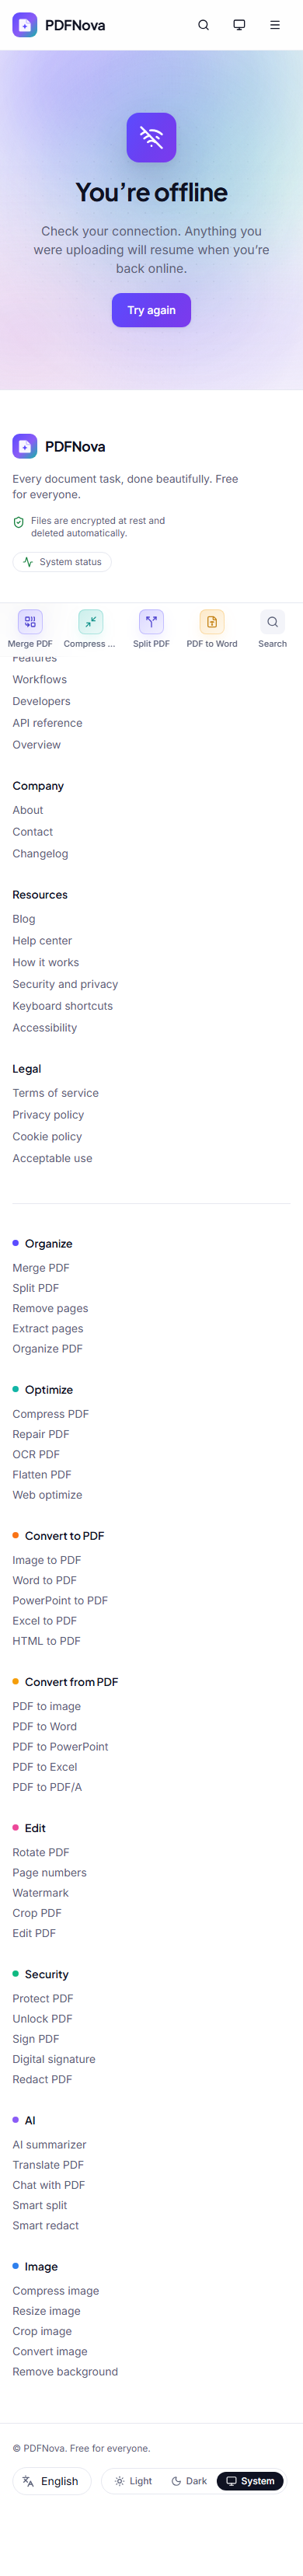 PDFNova
You’re offline
Check your connection. Anything you
were uploading will resume when you’re
back online.
Try again
PDFNova
Every document task, done beautifully. Free
for everyone.
Files are encrypted at rest and
deleted automatically.
System status
Merge PDF
Compress ...
Split PDF
PDF to Word
Search
Features
Workflows
Developers
API reference
Overview
Company
About
Contact
Changelog
Resources
Blog
Help center
How it works
Security and privacy
Keyboard shortcuts
Accessibility
Legal
Terms of service
Privacy policy
Cookie policy
Acceptable use
Organize
Merge PDF
Split PDF
Remove pages
Extract pages
Organize PDF
Optimize
Compress PDF
Repair PDF
OCR PDF
Flatten PDF
Web optimize
Convert to PDF
Image to PDF
Word to PDF
PowerPoint to PDF
Excel to PDF
HTML to PDF
Convert from PDF
PDF to image
PDF to Word
PDF to PowerPoint
PDF to Excel
PDF to PDF/A
Edit
Rotate PDF
Page numbers
Watermark
Crop PDF
Edit PDF
Security
Protect PDF
Unlock PDF
Sign PDF
Digital signature
Redact PDF
AI
AI summarizer
Translate PDF
Chat with PDF
Smart split
Smart redact
Image
Compress image
Resize image
Crop image
Convert image
Remove background
© PDFNova. Free for everyone.
English
Light
Dark
System